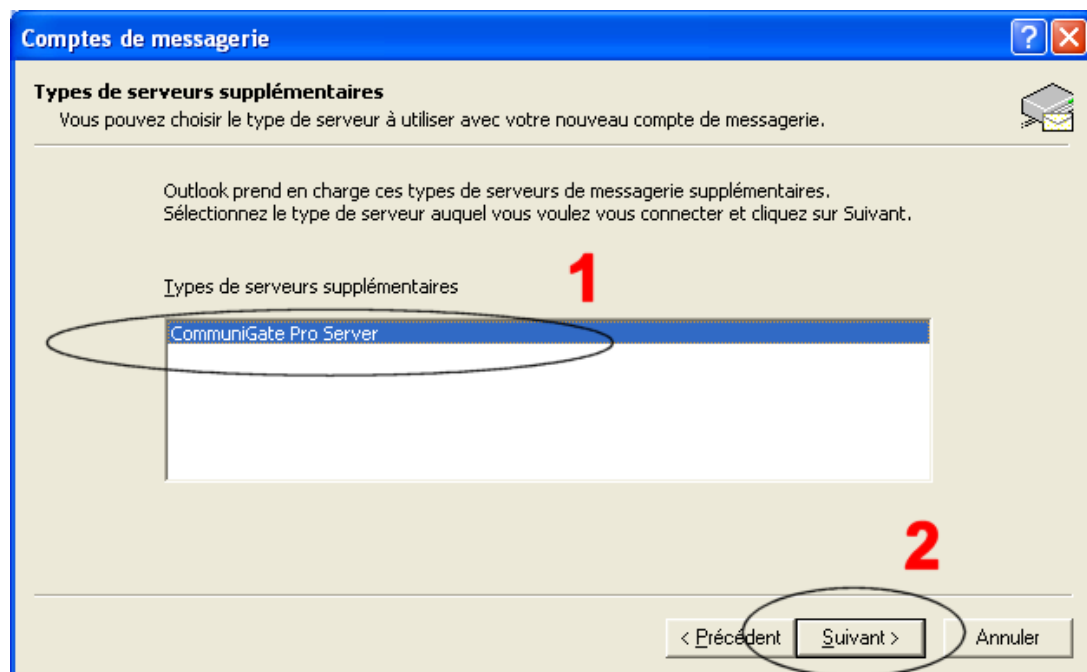 Comptes de messagerie
Types de serveurs supplémentaires
Vous pouvez choisir le type de serveur à utiliser avec votre nouveau compte de messagerie.
Outlook prend en charge ces types de serveurs de messagerie supplémentaires.
Sélectionnez le type de serveur auquel vous voulez vous connecter et cliquez sur Suivant.
1
Types de serveurs supplémentaires
CommuniGate Pro Server
2
< Précédent
Suivant >
Annuler